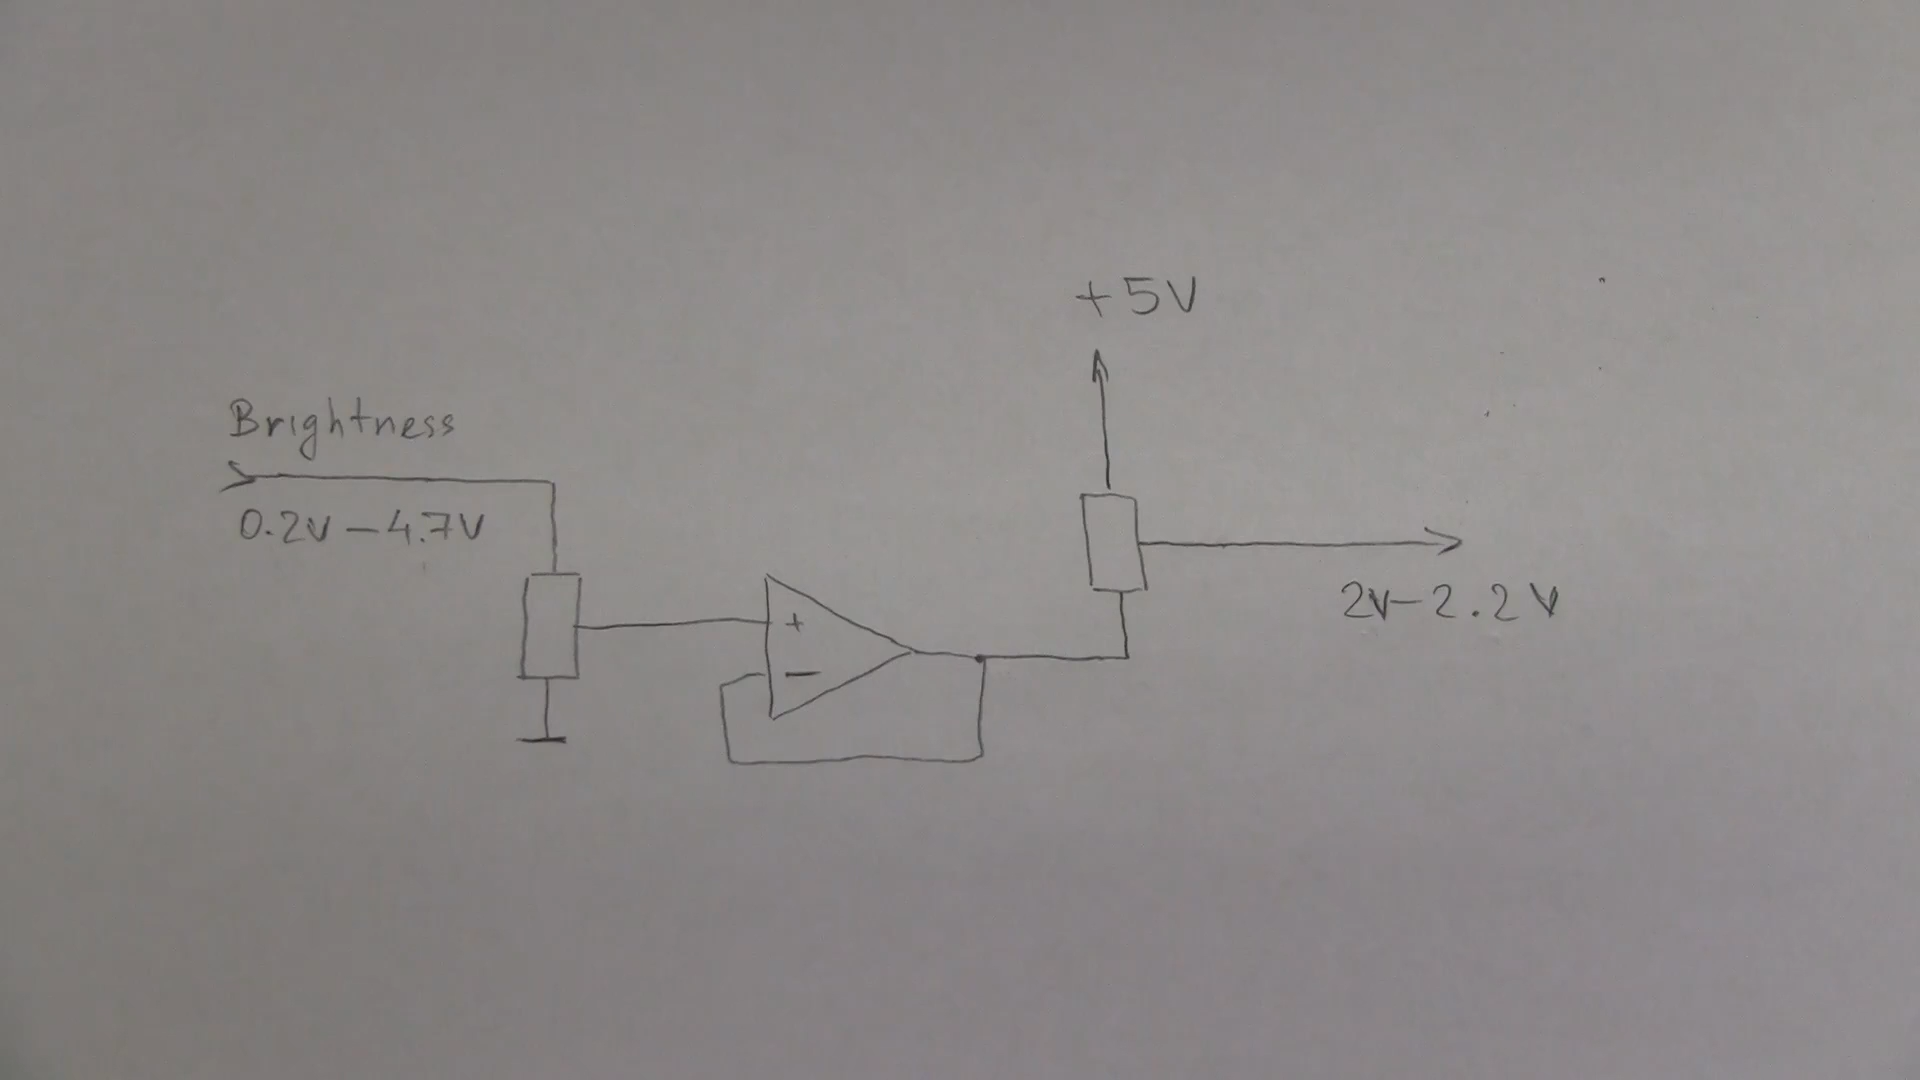 +5V
Brightness
0.2V – 4.7V
+
–
2V – 2.2V